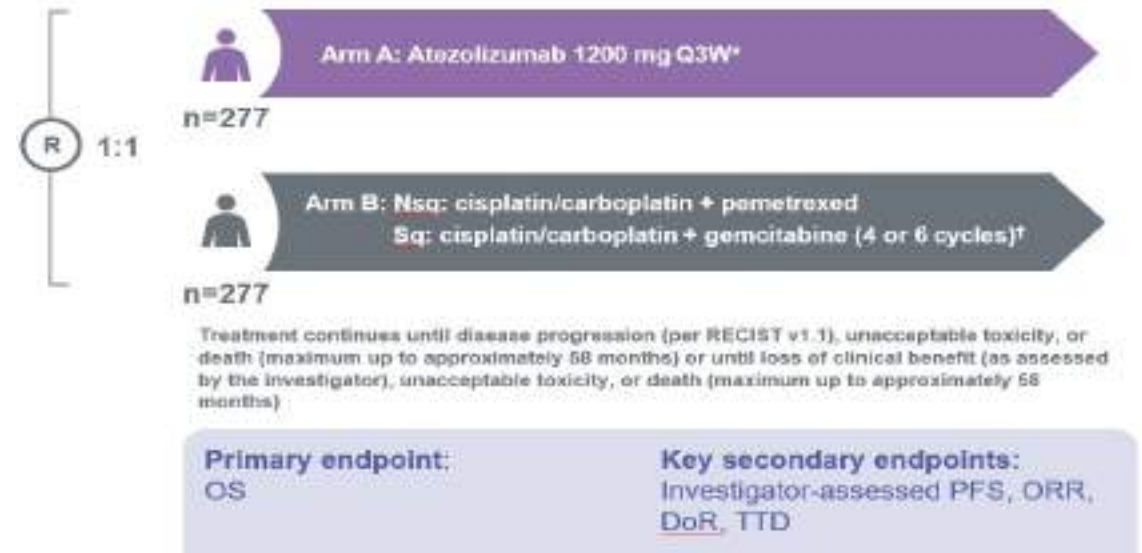 Arm A: Atezolizumab 1200 mg Q3W*
n=277
R 1:1
Arm B: Nsq: cisplatin/carboplatin + pemetrexed
Sq: cisplatin/carboplatin + gemcitabine (4 or 6 cycles)†
n=277
Treatment continues until disease progression (per RECIST v1.1), unacceptable toxicity, or
death (maximum up to approximately 58 months) or until loss of clinical benefit (as assessed
by the investigator), unacceptable toxicity, or death (maximum up to approximately 58
months)
Primary endpoint:
OS
Key secondary endpoints:
Investigator-assessed PFS, ORR,
DoR, TTD